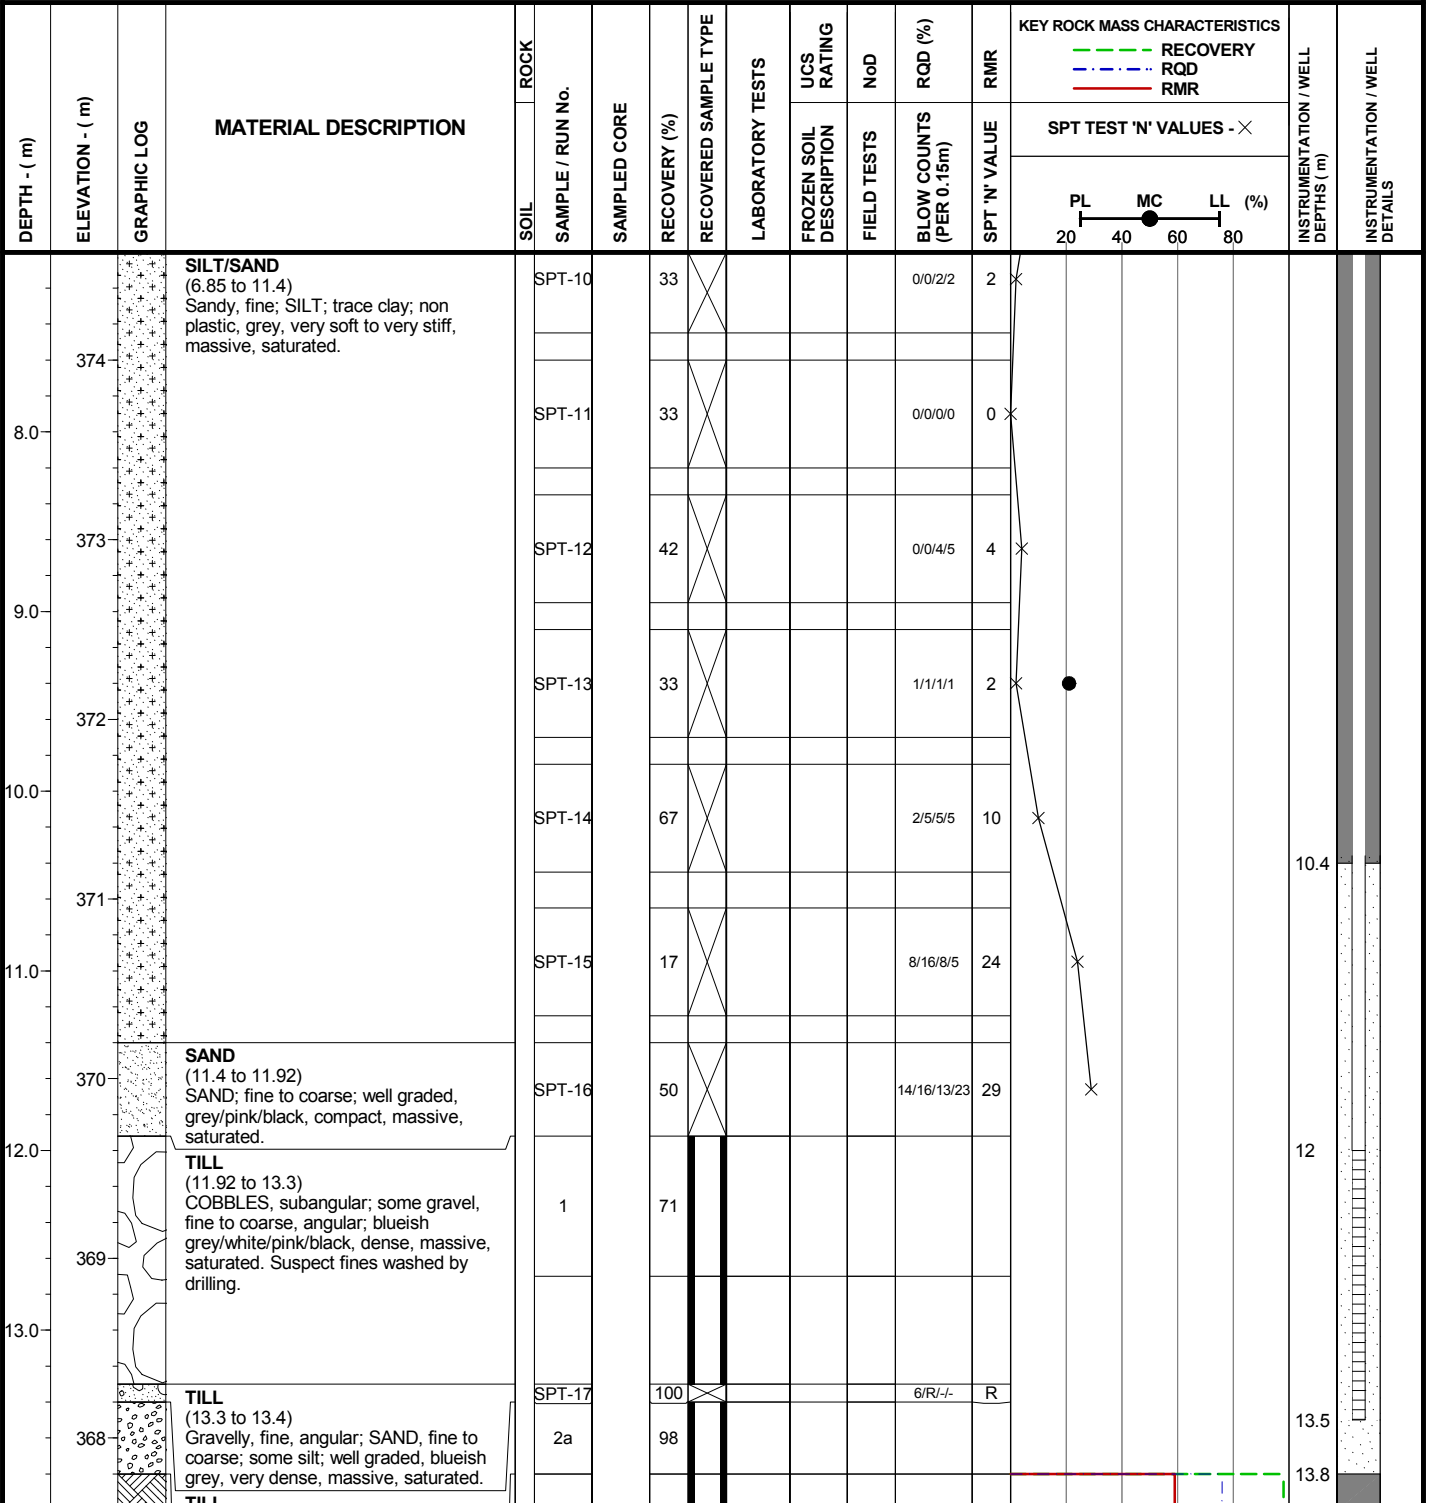 DEPTH - ( m)
ELEVATION - ( m)
GRAPHIC LOG
MATERIAL DESCRIPTION
SOIL
ROCK
SAMPLE / RUN No.
SAMPLED CORE
RECOVERY (%)
RECOVERED SAMPLE TYPE
LABORATORY TESTS
UCS
RATING
FROZEN SOIL
DESCRIPTION
NoD
FIELD TESTS
RQD (%)
BLOW COUNTS
(PER 0.15m)
RMR
SPT 'N' VALUE
KEY ROCK MASS CHARACTERISTICS
RECOVERY
RQD
RMR
SPT TEST 'N' VALUES - X
PL MC LL (%)
20 40 60 80
INSTRUMENTATION / WELL
DEPTHS ( m)
INSTRUMENTATION / WELL
DETAILS
SILT/SAND
(6.85 to 11.4)
Sandy, fine; SILT; trace clay; non
plastic, grey, very soft to very stiff,
massive, saturated.
SPT-10 33 0/0/2/2 2
374
SPT-11 33 0/0/0/0 0
8.0
373
SPT-12 42 0/0/4/5 4
9.0
SPT-13 33 1/1/1/1 2
372
10.0
SPT-14 67 2/5/5/5 10
10.4
371
11.0
SPT-15 17 8/16/8/5 24
SAND
(11.4 to 11.92)
SAND; fine to coarse; well graded,
grey/pink/black, compact, massive,
saturated.
370
SPT-16 50 14/16/13/23 29
12.0
12
TILL
(11.92 to 13.3)
COBBLES, subangular; some gravel,
fine to coarse, angular; blueish
grey/white/pink/black, dense, massive,
saturated. Suspect fines washed by
drilling.
1 71
369
13.0
SPT-17 100 6/R/-/- R
TILL
(13.3 to 13.4)
Gravelly, fine, angular; SAND, fine to
coarse; some silt; well graded, blueish
grey, very dense, massive, saturated.
13.5
368
2a 98
13.8
TILL